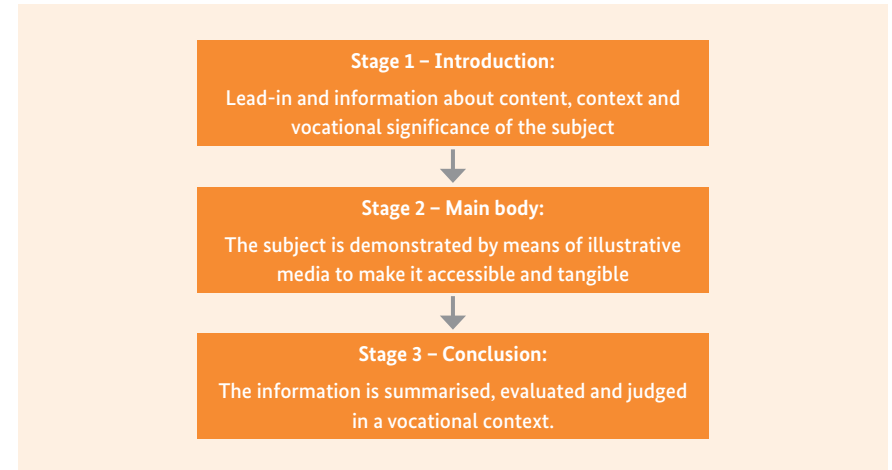 Stage 1 – Introduction:
Lead-in and information about content, context and
vocational significance of the subject
Stage 2 – Main body:
The subject is demonstrated by means of illustrative
media to make it accessible and tangible
Stage 3 – Conclusion:
The information is summarised, evaluated and judged
in a vocational context.